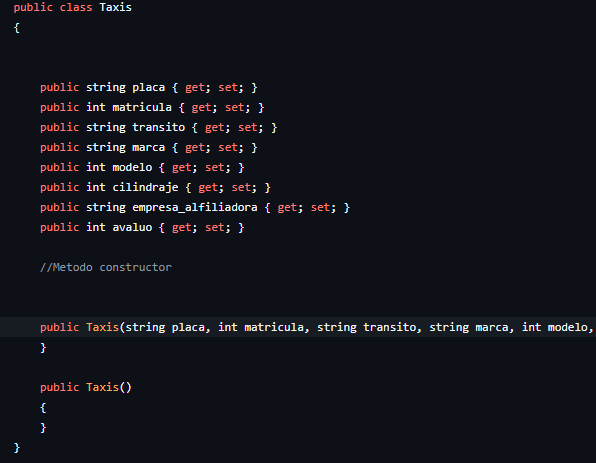 public class Taxis
{
public string placa { get; set; }
public int matricula { get; set; }
public string transito { get; set; }
public string marca { get; set; }
public int modelo { get; set; }
public int cilindraje { get; set; }
public string empresa_alfiliadora { get; set; }
public int avaluo { get; set; }
//Metodo constructor
public Taxis(string placa, int matricula, string transito, string marca, int modelo,
}
public Taxis()
{
}
}